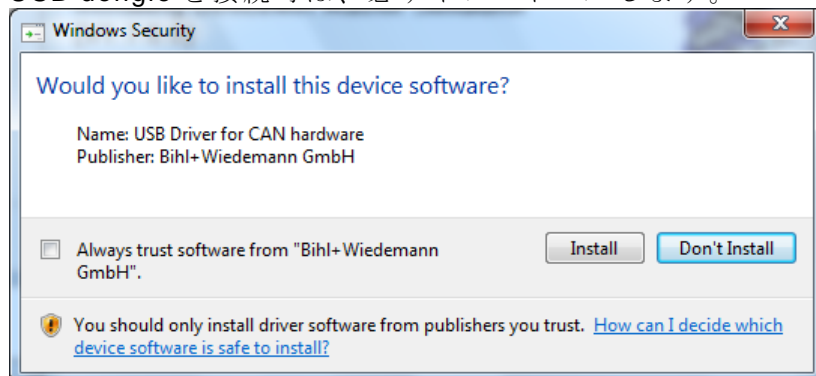 Windows Security
Would you like to install this device software?
Name: USB Driver for CAN hardware
Publisher: Bihl+Wiedemann GmbH
Always trust software from "Bihl+Wiedemann
GmbH".
Install
Don't Install
You should only install driver software from publishers you trust. How can I decide which
device software is safe to install?